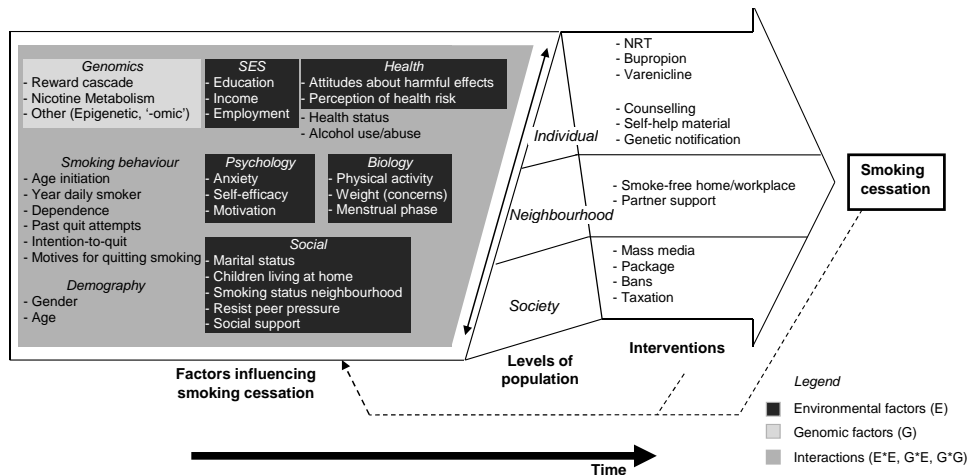 Genomics
- Reward cascade
- Nicotine Metabolism
- Other (Epigenetic, ‘-omic’)
SES
- Education
- Income
- Employment
Health
- Attitudes about harmful effects
- Perception of health risk
- Health status
- Alcohol use/abuse
Smoking behaviour
- Age initiation
- Year daily smoker
- Dependence
- Past quit attempts
- Intention-to-quit
- Motives for quitting smoking
Psychology
- Anxiety
- Self-efficacy
- Motivation
Biology
- Physical activity
- Weight (concerns)
- Menstrual phase
Social
- Marital status
- Children living at home
- Smoking status neighbourhood
- Resist peer pressure
- Social support
Demography
- Gender
- Age
Individual
Neighbourhood
Society
- NRT
- Bupropion
- Varenicline
- Counselling
- Self-help material
- Genetic notification
- Smoke-free home/workplace
- Partner support
- Mass media
- Package
- Bans
- Taxation
Smoking
cessation
Factors influencing
smoking cessation
Levels of
population
Interventions
Legend
Environmental factors (E)
Genomic factors (G)
Interactions (E*E, G*E, G*G)
Time